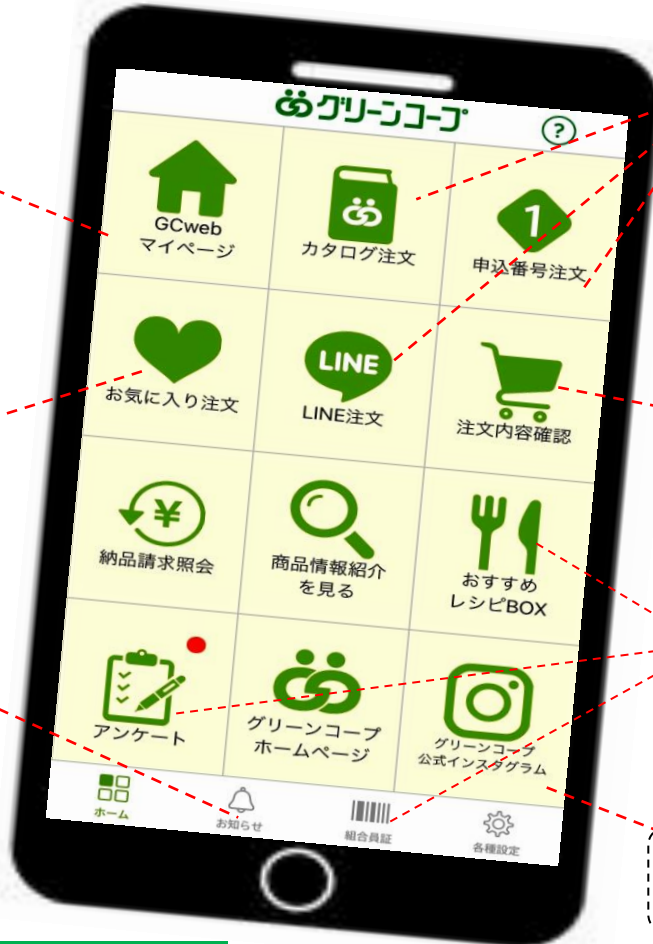 グリーンコープ
?
GCweb
マイページ
カタログ注文
1
申込番号注文
お気に入り注文
LINE
LINE注文
注文内容確認
¥
納品請求照会
商品情報紹介
を見る
おすすめ
レシピBOX
アンケート
グリーンコープ
ホームページ
グリーンコープ
公式インスタグラム
ホーム
お知らせ
組合員証
各種設定